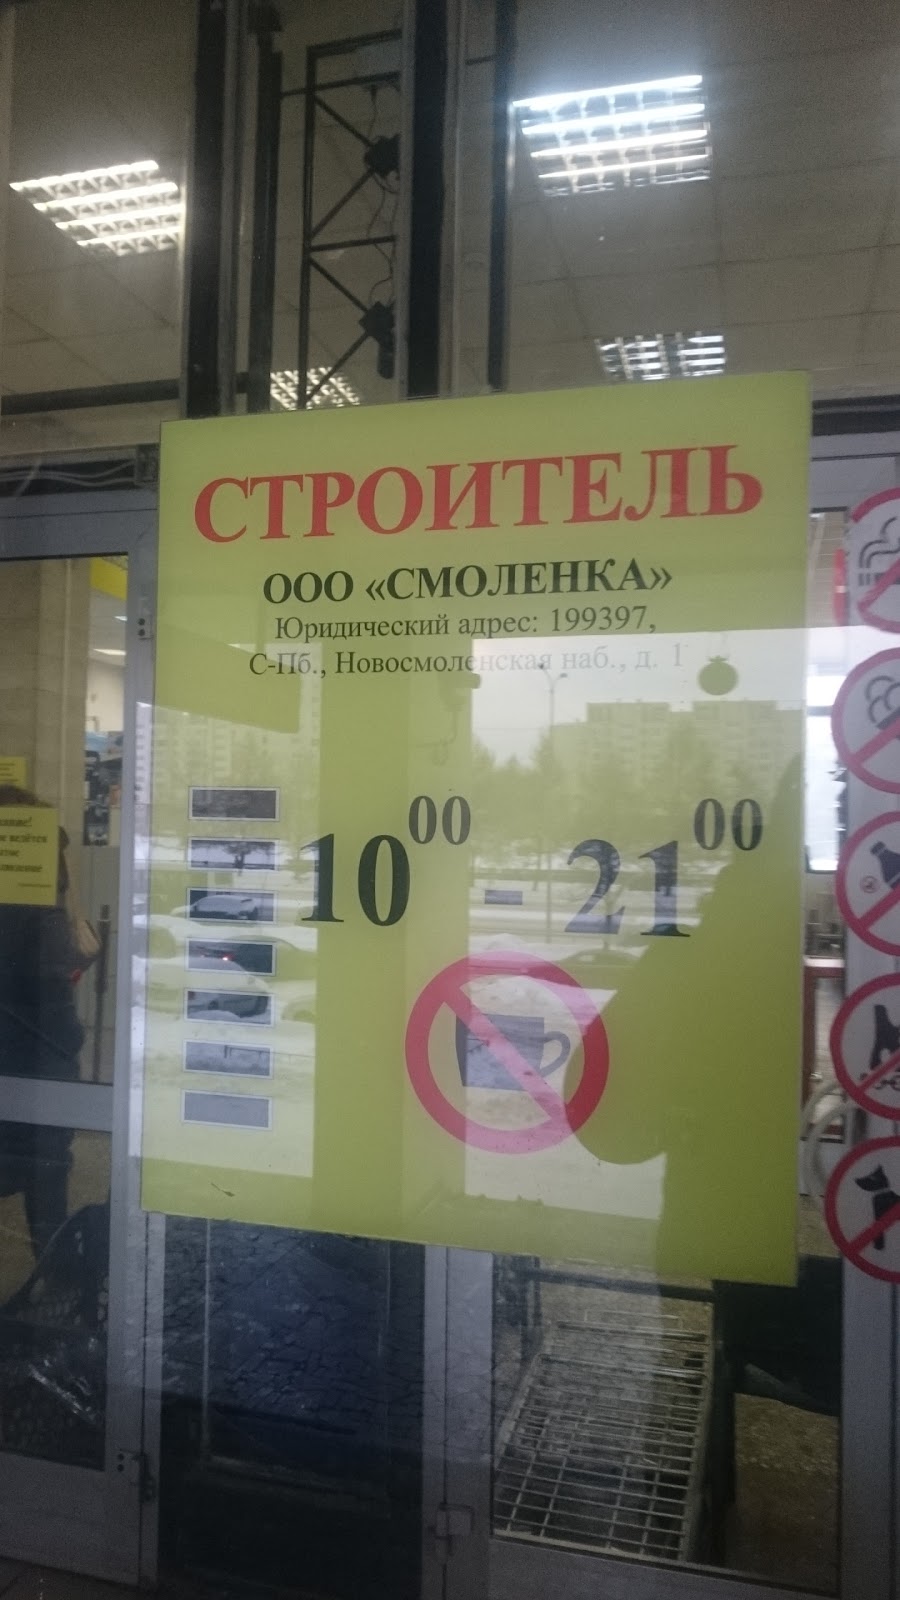 СТРОИТЕЛЬ
ООО «СМОЛЕНКА»
Юридический адрес: 199397,
С-Пб., Новосмоленская наб., д. 1
10⁰⁰ - 21⁰⁰